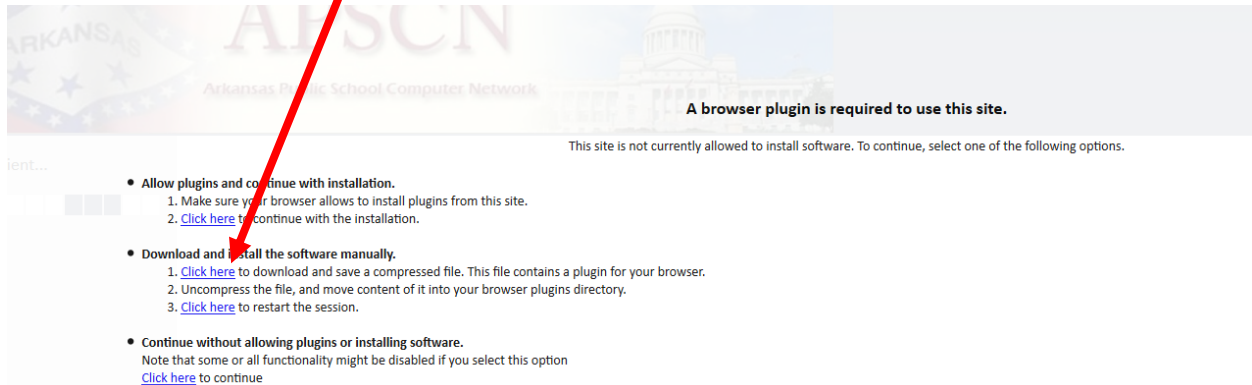 ARKANSAS
APSCN
Arkansas Public School Computer Network
A browser plugin is required to use this site.
This site is not currently allowed to install software. To continue, select one of the following options.
ient...
• Allow plugins and continue with installation.
1. Make sure your browser allows to install plugins from this site.
2. Click here to continue with the installation.
• Download and install the software manually.
1. Click here to download and save a compressed file. This file contains a plugin for your browser.
2. Uncompress the file, and move content of it into your browser plugins directory.
3. Click here to restart the session.
• Continue without allowing plugins or installing software.
Note that some or all functionality might be disabled if you select this option
Click here to continue